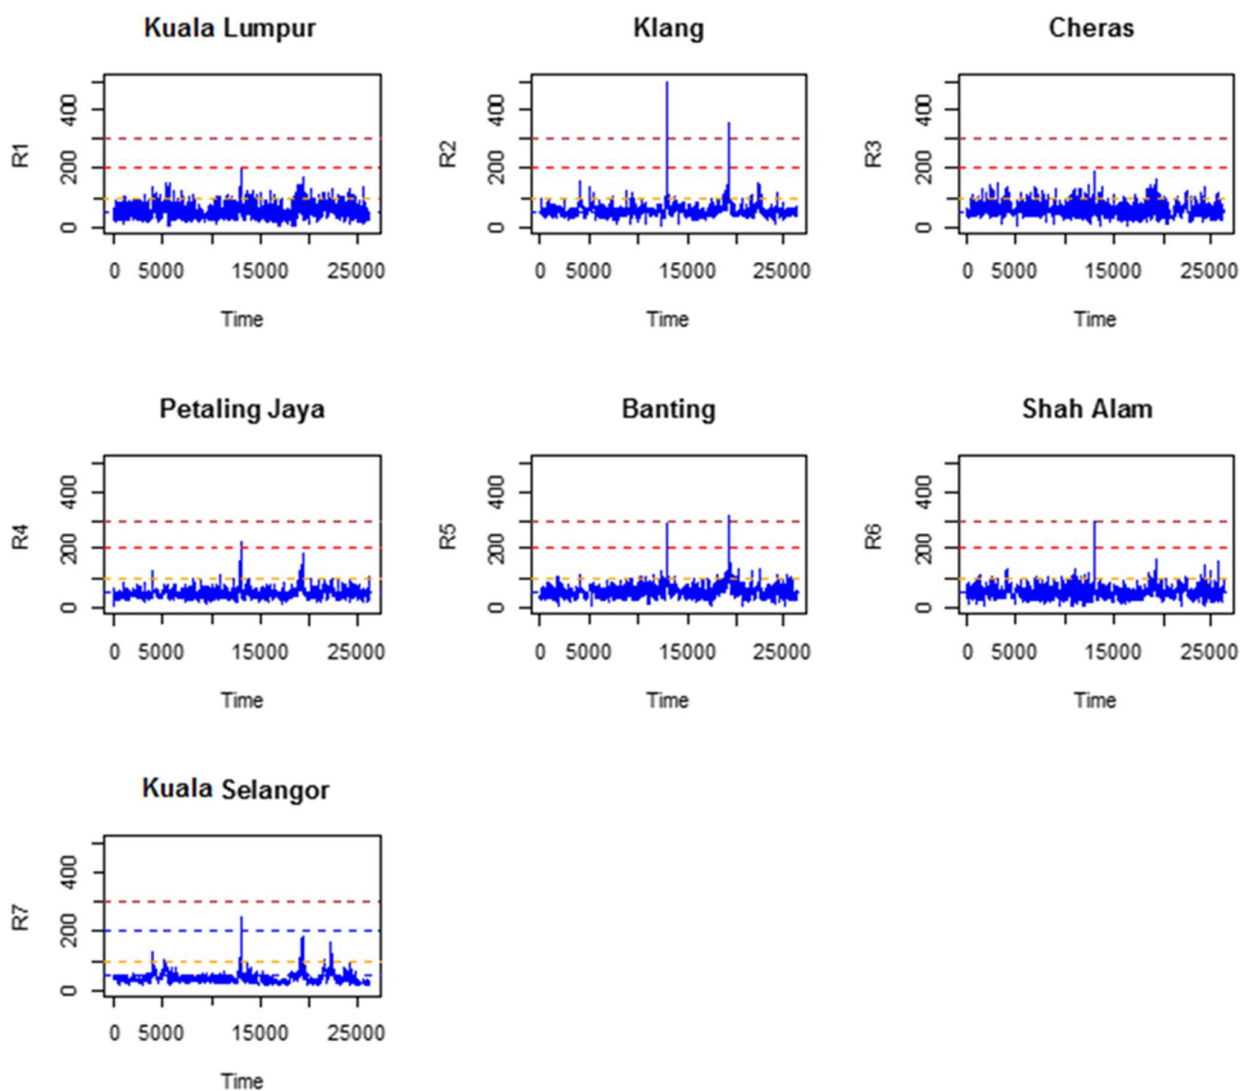 Kuala Lumpur
Klang
Cheras
R1
0 200 400
0 5000 15000 25000
Time
R2
0 200 400
0 5000 15000 25000
Time
R3
0 200 400
0 5000 15000 25000
Time
Petaling Jaya
Banting
Shah Alam
R4
0 200 400
0 5000 15000 25000
Time
R5
0 200 400
0 5000 15000 25000
Time
R6
0 200 400
0 5000 15000 25000
Time
Kuala Selangor
R7
0 200 400
0 5000 15000 25000
Time